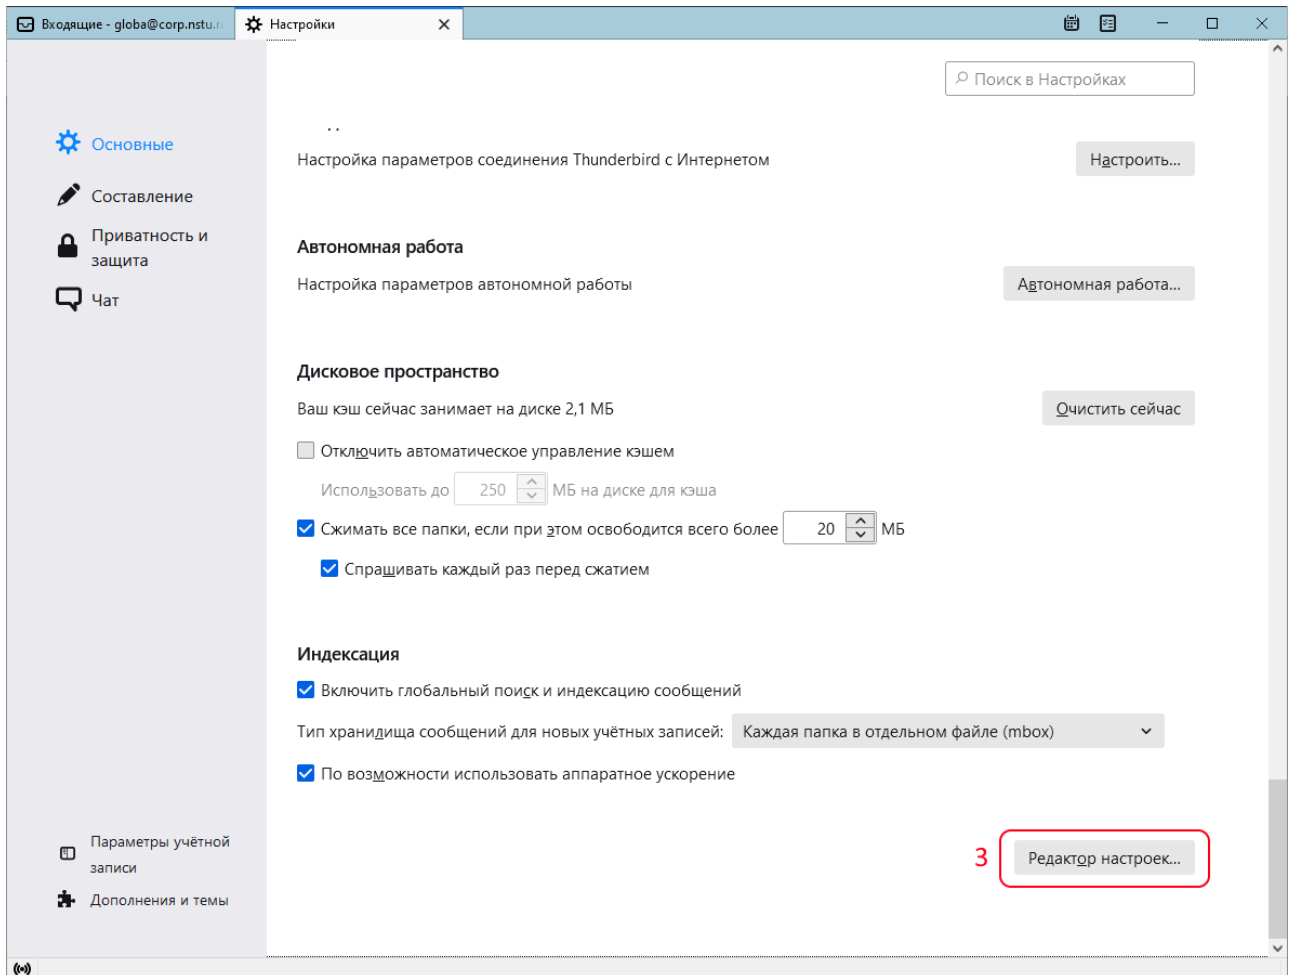 Входящие - globa@corp.nstu.r
Настройки
Поиск в Настройках
Основные
Составление
Приватность и
защита
Чат
Настройка параметров соединения Thunderbird с Интернетом
Настроить...
Автономная работа
Настройка параметров автономной работы
Автономная работа...
Дисковое пространство
Ваш кэш сейчас занимает на диске 2,1 МБ
Очистить сейчас
Отключить автоматическое управление кэшем
Использовать до 250 МБ на диске для кэша
Сжимать все папки, если при этом освободится всего более 20 МБ
Спрашивать каждый раз перед сжатием
Индексация
Включить глобальный поиск и индексацию сообщений
Тип хранидища сообщений для новых учётных записей: Каждая папка в отдельном файле (mbox)
По возможности использовать аппаратное ускорение
Параметры учётной
записи
Дополнения и темы
3 Редактор настроек...